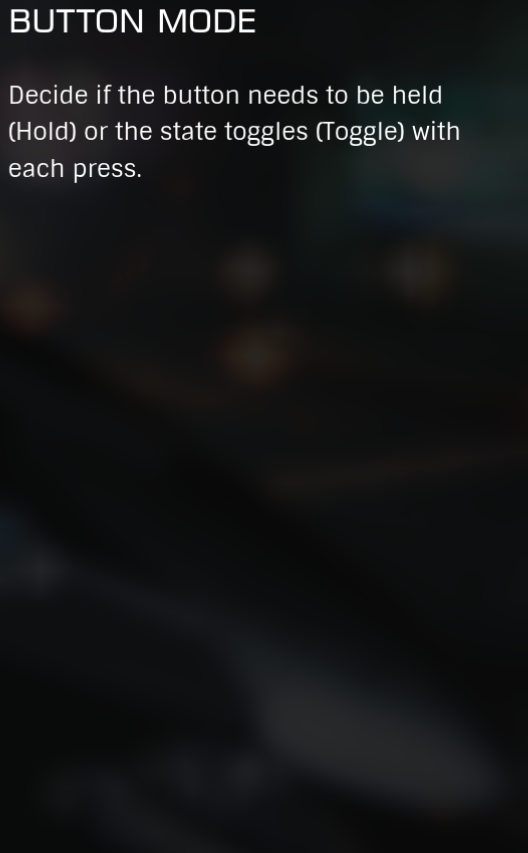 BUTTON MODE
Decide if the button needs to be held
(Hold) or the state toggles (Toggle) with
each press.